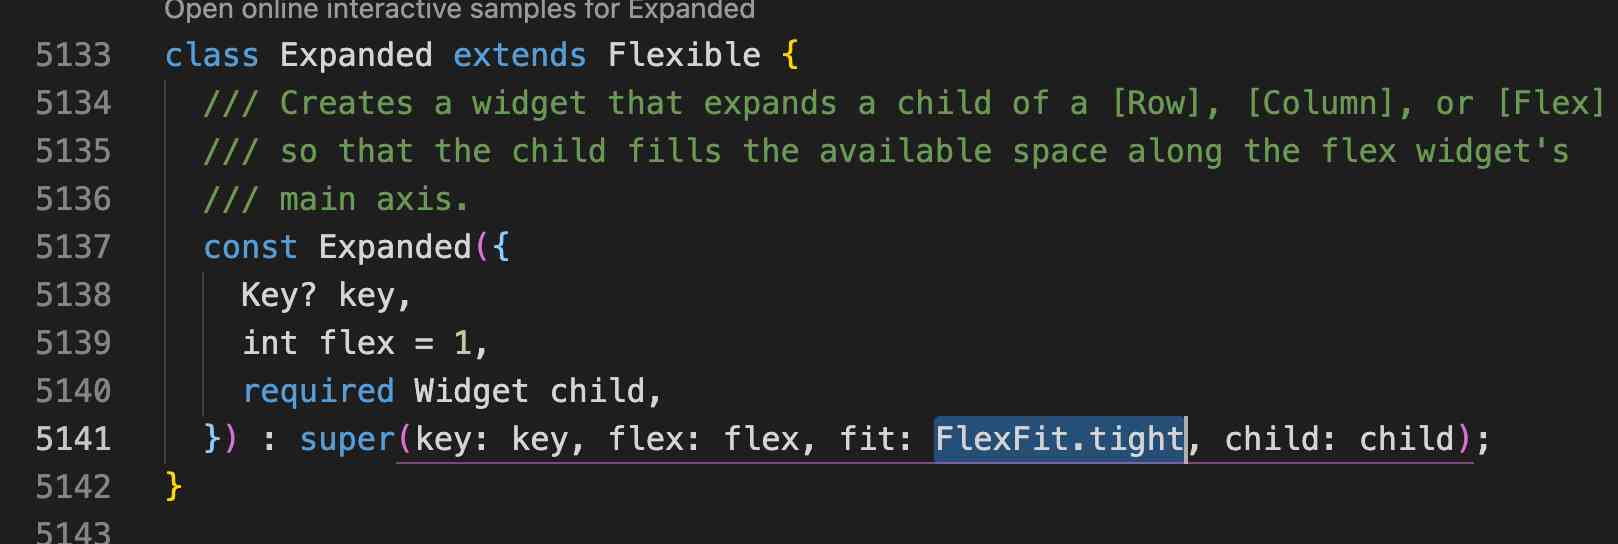 Open online interactive samples for Expanded
5133 class Expanded extends Flexible {
5134 /// Creates a widget that expands a child of a [Row], [Column], or [Flex]
5135 /// so that the child fills the available space along the flex widget's
5136 /// main axis.
5137 const Expanded({
5138 Key? key,
5139 int flex = 1,
5140 required Widget child,
5141 }) : super(key: key, flex: flex, fit: FlexFit.tight, child: child);
5142 }
5143